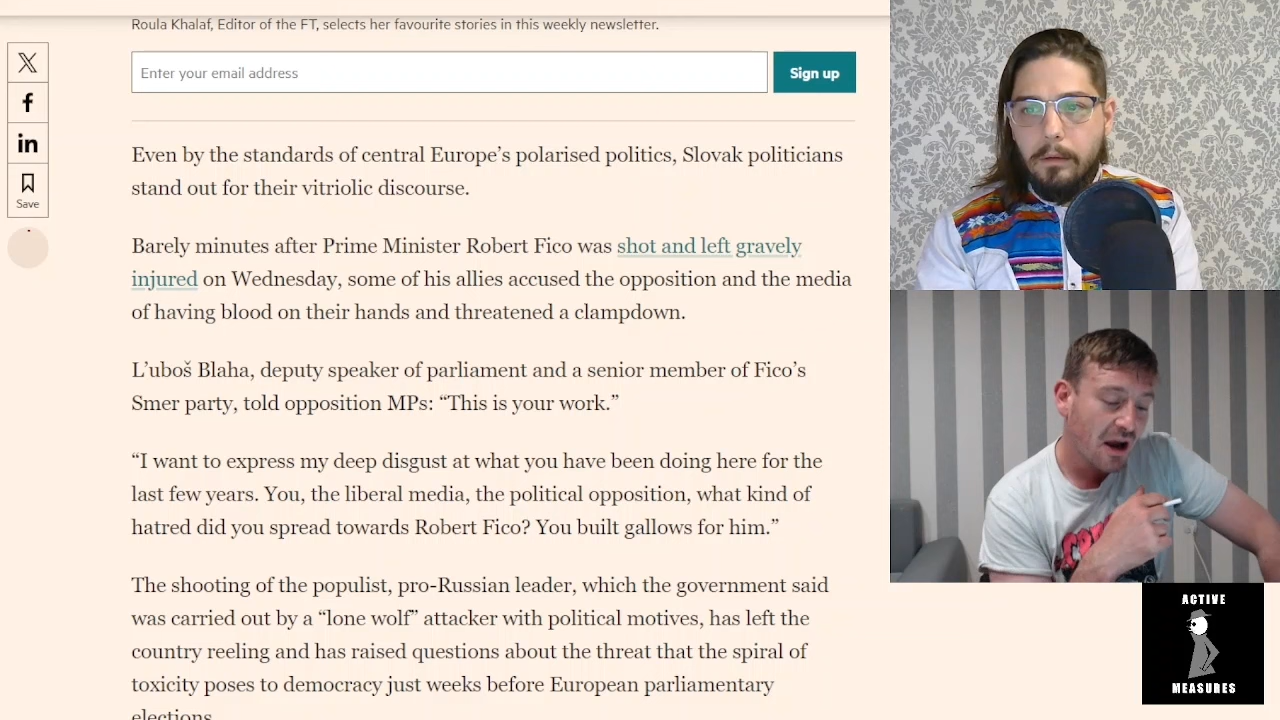 Roula Khalaf, Editor of the FT, selects her favourite stories in this weekly newsletter.
Enter your email address
Sign up
Save
Even by the standards of central Europe’s polarised politics, Slovak politicians
stand out for their vitriolic discourse.
Barely minutes after Prime Minister Robert Fico was shot and left gravely
injured on Wednesday, some of his allies accused the opposition and the media
of having blood on their hands and threatened a clampdown.
L’uboš Blaha, deputy speaker of parliament and a senior member of Fico’s
Smer party, told opposition MPs: “This is your work.”
“I want to express my deep disgust at what you have been doing here for the
last few years. You, the liberal media, the political opposition, what kind of
hatred did you spread towards Robert Fico? You built gallows for him.”
The shooting of the populist, pro-Russian leader, which the government said
was carried out by a “lone wolf” attacker with political motives, has left the
country reeling and has raised questions about the threat that the spiral of
toxicity poses to democracy just weeks before European parliamentary
elections.
ACTIVE
MEASURES